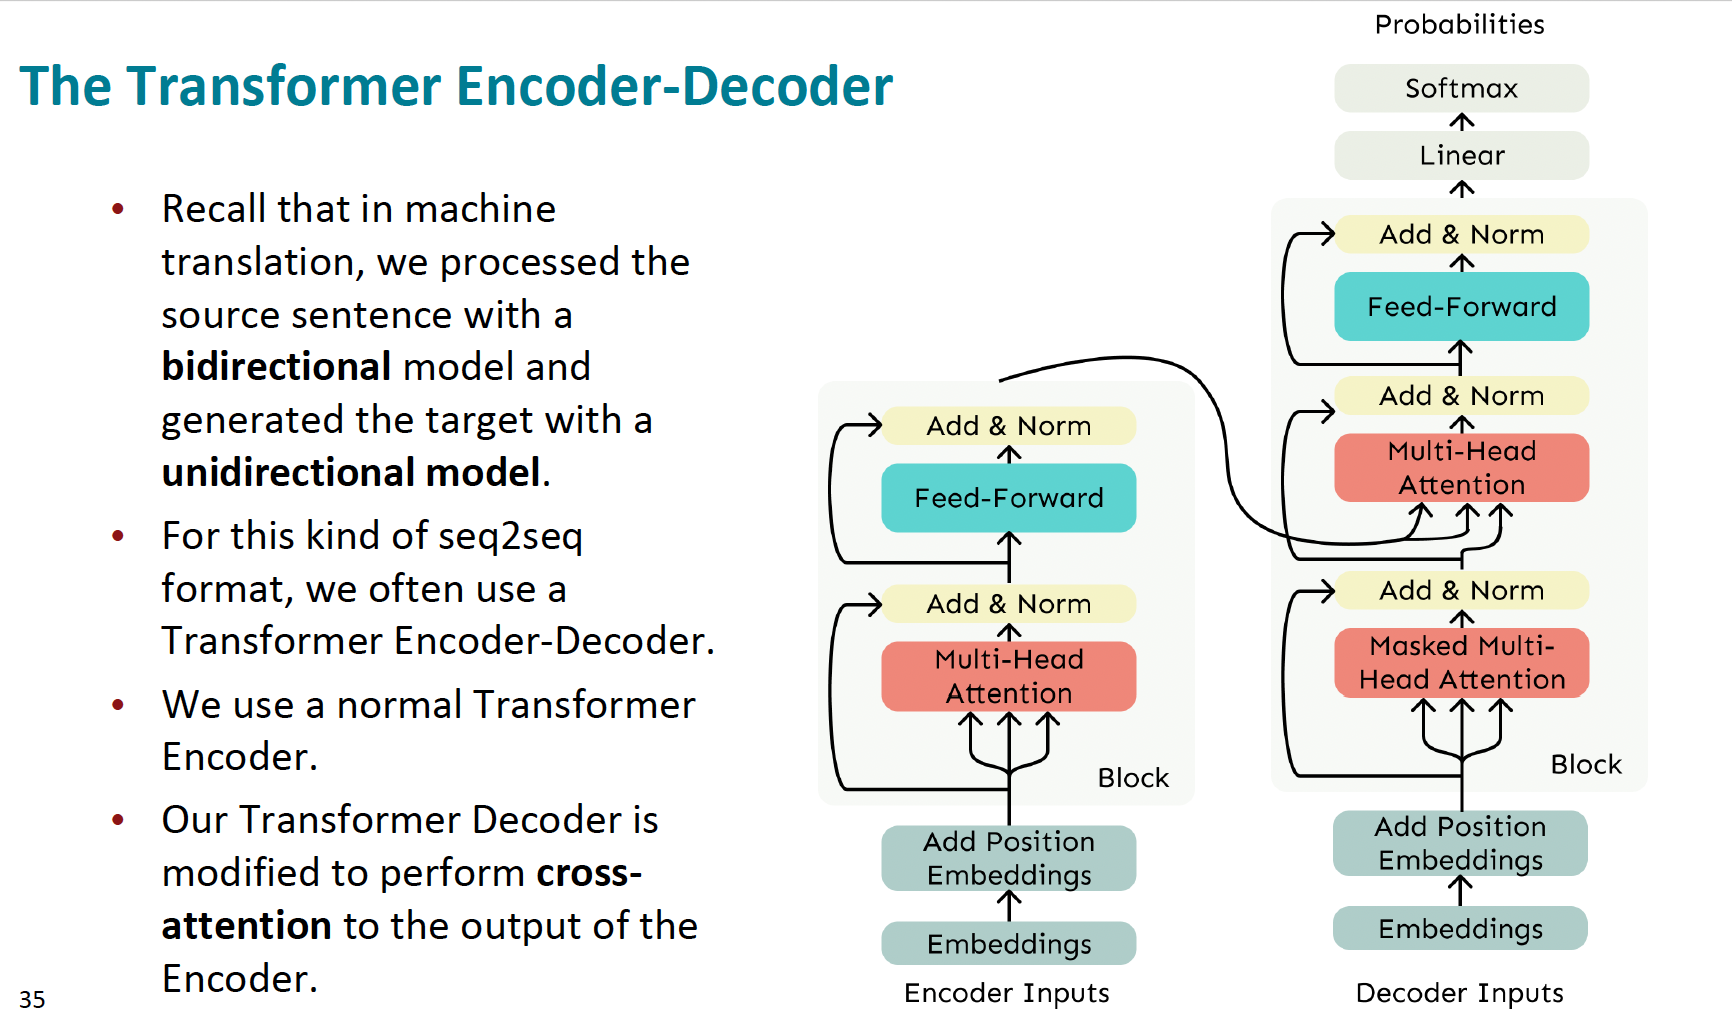 The Transformer Encoder-Decoder
• Recall that in machine
translation, we processed the
source sentence with a
bidirectional model and
generated the target with a
unidirectional model.
• For this kind of seq2seq
format, we often use a
Transformer Encoder-Decoder.
• We use a normal Transformer
Encoder.
• Our Transformer Decoder is
modified to perform cross-
attention to the output of the
Encoder.
35
Add & Norm
Feed-Forward
Add & Norm
Multi-Head
Attention
Block
Add Position
Embeddings
Embeddings
Encoder Inputs
Probabilities
Softmax
Linear
Add & Norm
Feed-Forward
Add & Norm
Multi-Head
Attention
Add & Norm
Masked Multi-
Head Attention
Block
Add Position
Embeddings
Embeddings
Decoder Inputs